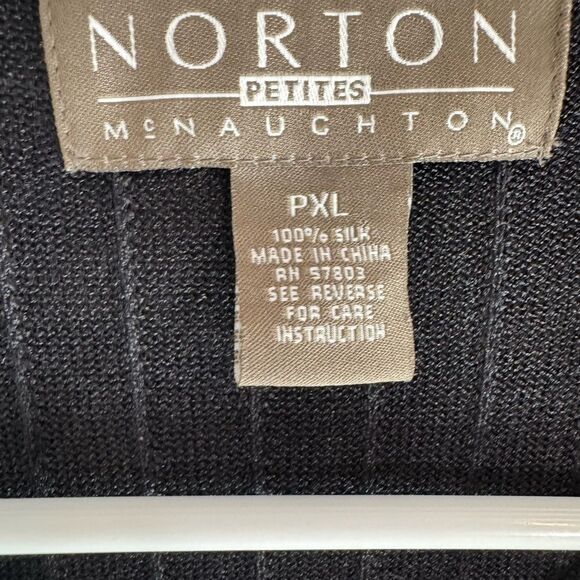 NORTON
PETITES
McNAUGHTON®
PXL
100% SILK
MADE IN CHINA
RN 57803
SEE REVERSE
FOR CARE
INSTRUCTION